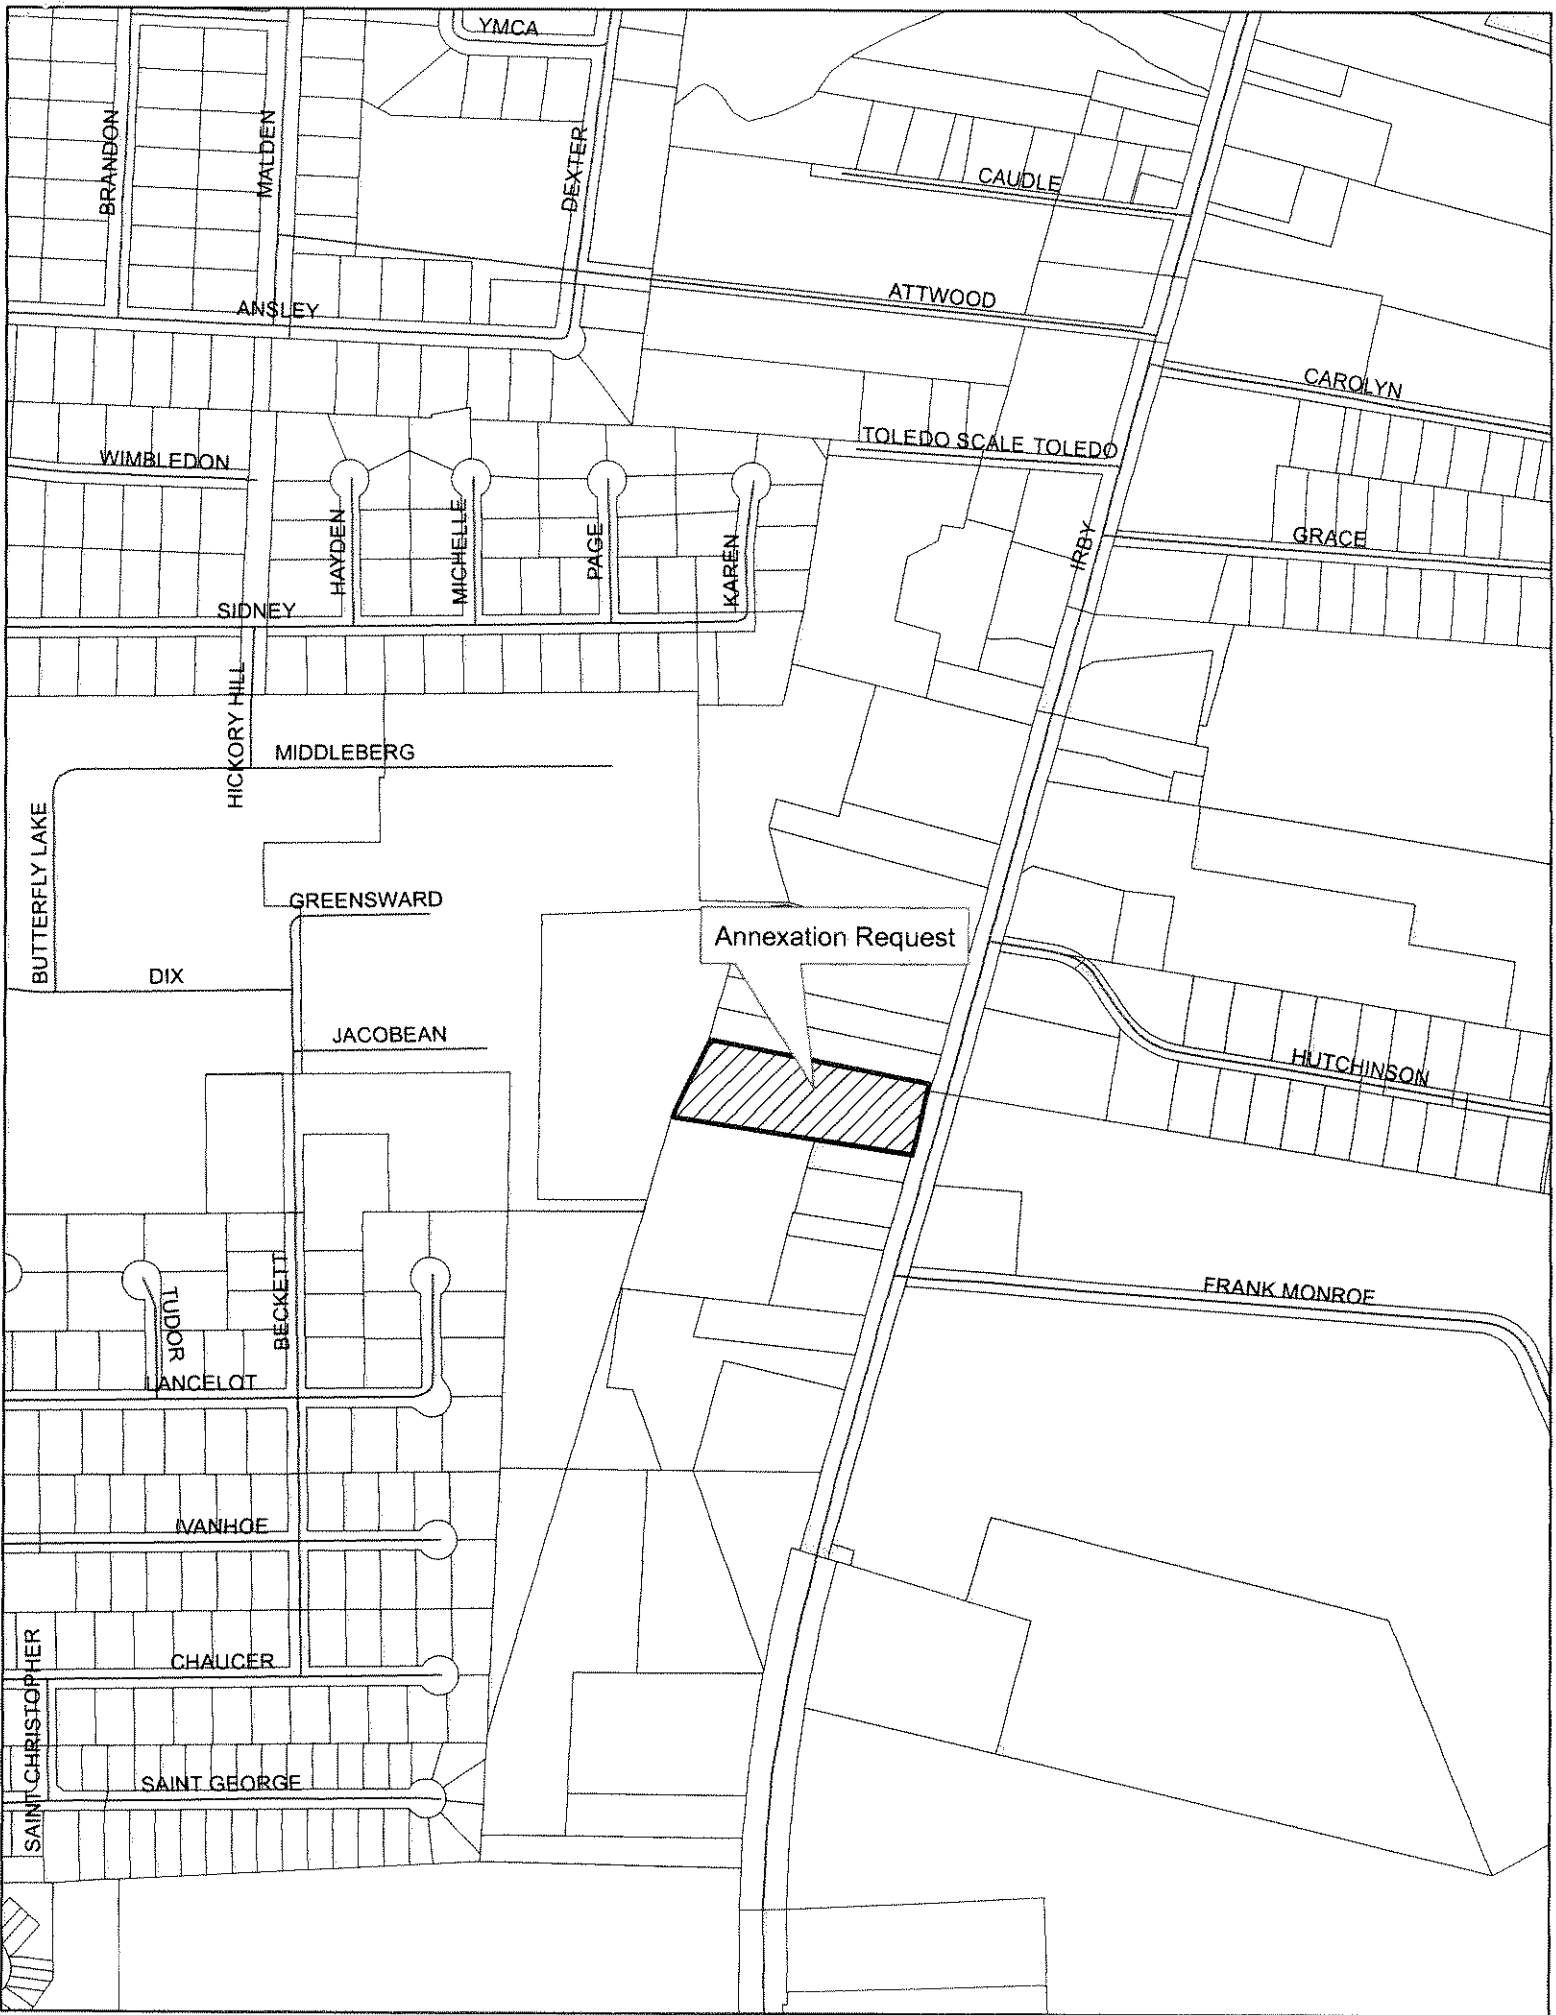 YMCA
BRANDON
MALDEN
DEXTER
CAUDLE
ANSLEY
ATTWOOD
CAROLYN
TOLEDO SCALE TOLEDO
WIMBLEDON
HAYDEN
MICHELLE
PAGE
KAREN
IRBY
GRACE
SIDNEY
HICKORY HILL
MIDDLEBERG
BUTTERFLY LAKE
GREENSWARD
Annexation Request
DIX
JACOBEAN
HUTCHINSON
TUDOR
BECKETT
FRANK MONROE
LANCELOT
IVANHOE
CHAUCER
SAINT CHRISTOPHER
SAINT GEORGE